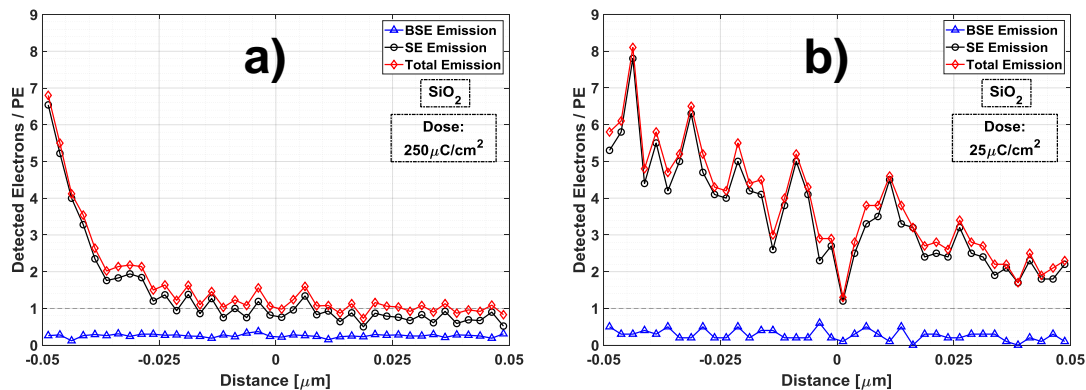 a)
BSE Emission
SE Emission
Total Emission
SiO2
Dose:
250μC/cm2
Detected Electrons / PE
9
8
7
6
5
4
3
2
1
0
-0.05
-0.025
0
0.025
0.05
Distance [μm]
b)
BSE Emission
SE Emission
Total Emission
SiO2
Dose:
25μC/cm2
Detected Electrons / PE
9
8
7
6
5
4
3
2
1
0
-0.05
-0.025
0
0.025
0.05
Distance [μm]